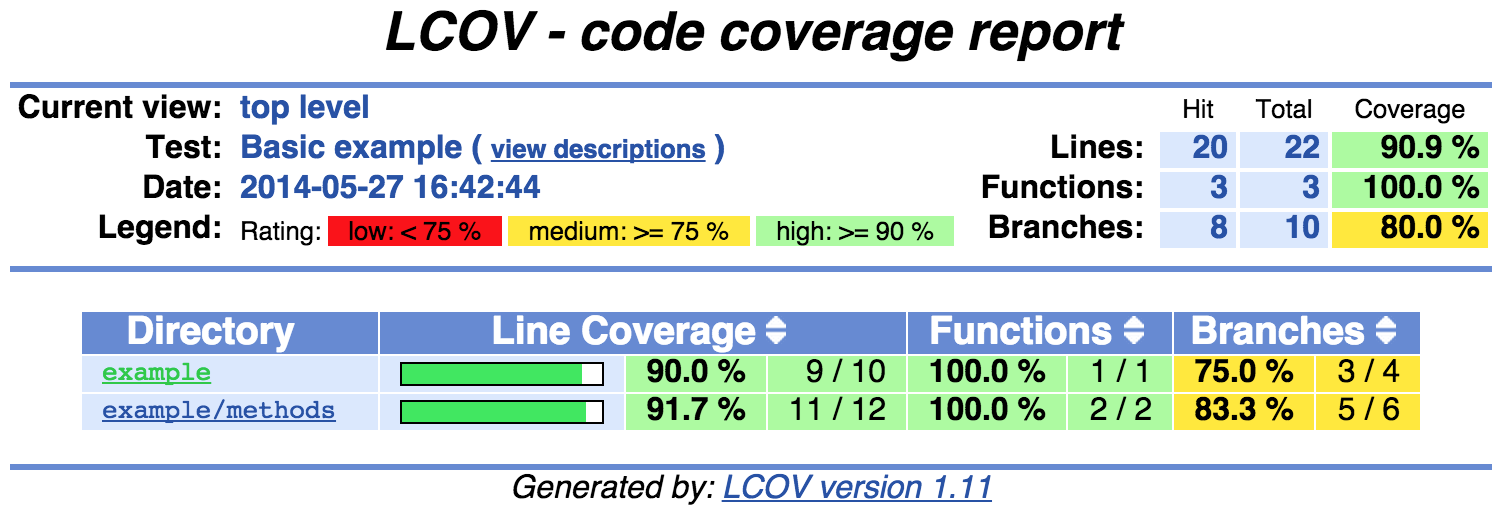 LCOV - code coverage report
Current view: top level
Hit Total Coverage
Test: Basic example ( view descriptions )
Lines: 20 22 90.9 %
Date: 2014-05-27 16:42:44
Functions: 3 3 100.0 %
Legend: Rating: low: < 75 % medium: >= 75 % high: >= 90 %
Branches: 8 10 80.0 %
Directory Line Coverage Functions Branches
example 90.0 % 9 / 10 100.0 % 1 / 1 75.0 % 3 / 4
example/methods 91.7 % 11 / 12 100.0 % 2 / 2 83.3 % 5 / 6
Generated by: LCOV version 1.11